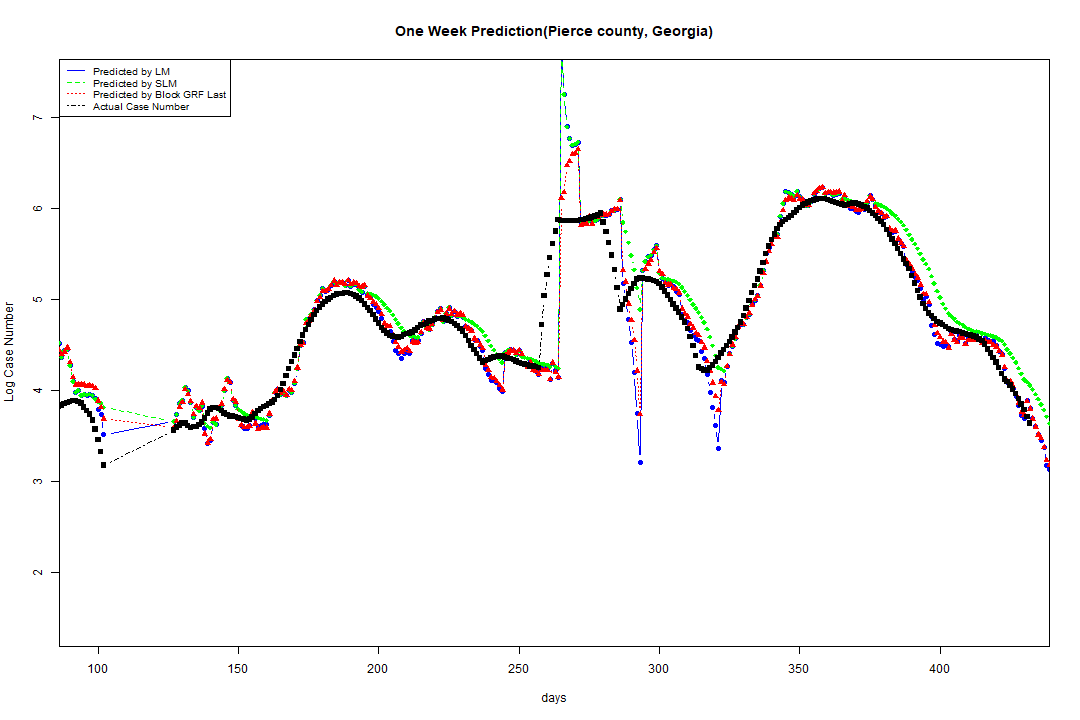 One Week Prediction(Pierce county, Georgia)
Predicted by LM
Predicted by SLM
Predicted by Block GRF Last
Actual Case Number
Log Case Number
7
6
5
4
3
2
100 150 200 250 300 350 400
days